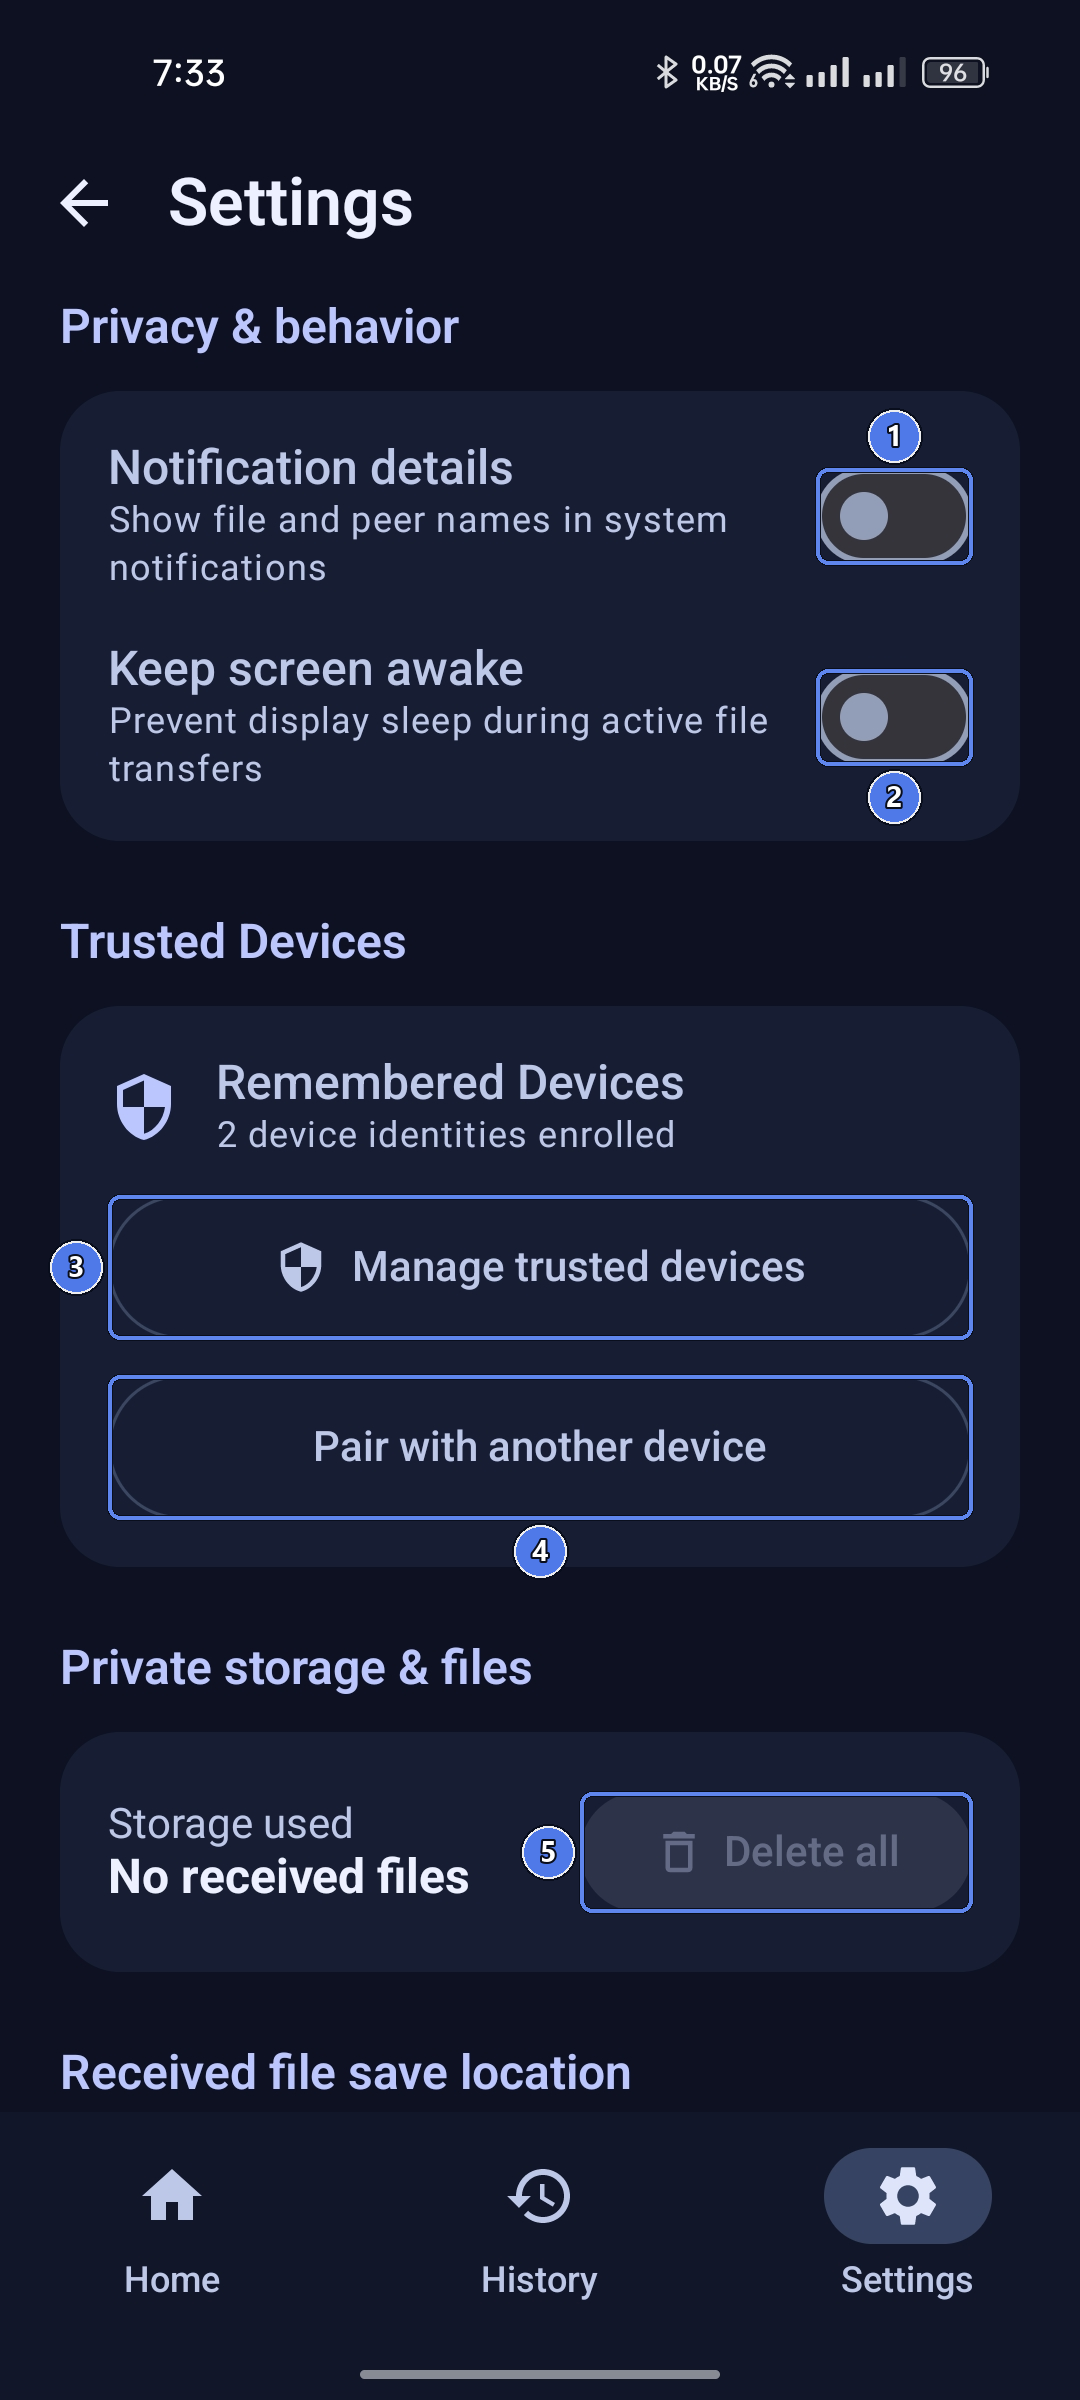 7:33
0.07
KB/S
6
96
Settings
Privacy & behavior
1
Notification details
Show file and peer names in system
notifications
Keep screen awake
Prevent display sleep during active file
transfers
2
Trusted Devices
Remembered Devices
2 device identities enrolled
3
Manage trusted devices
Pair with another device
4
Private storage & files
Storage used
No received files
5
Delete all
Received file save location
Home
History
Settings